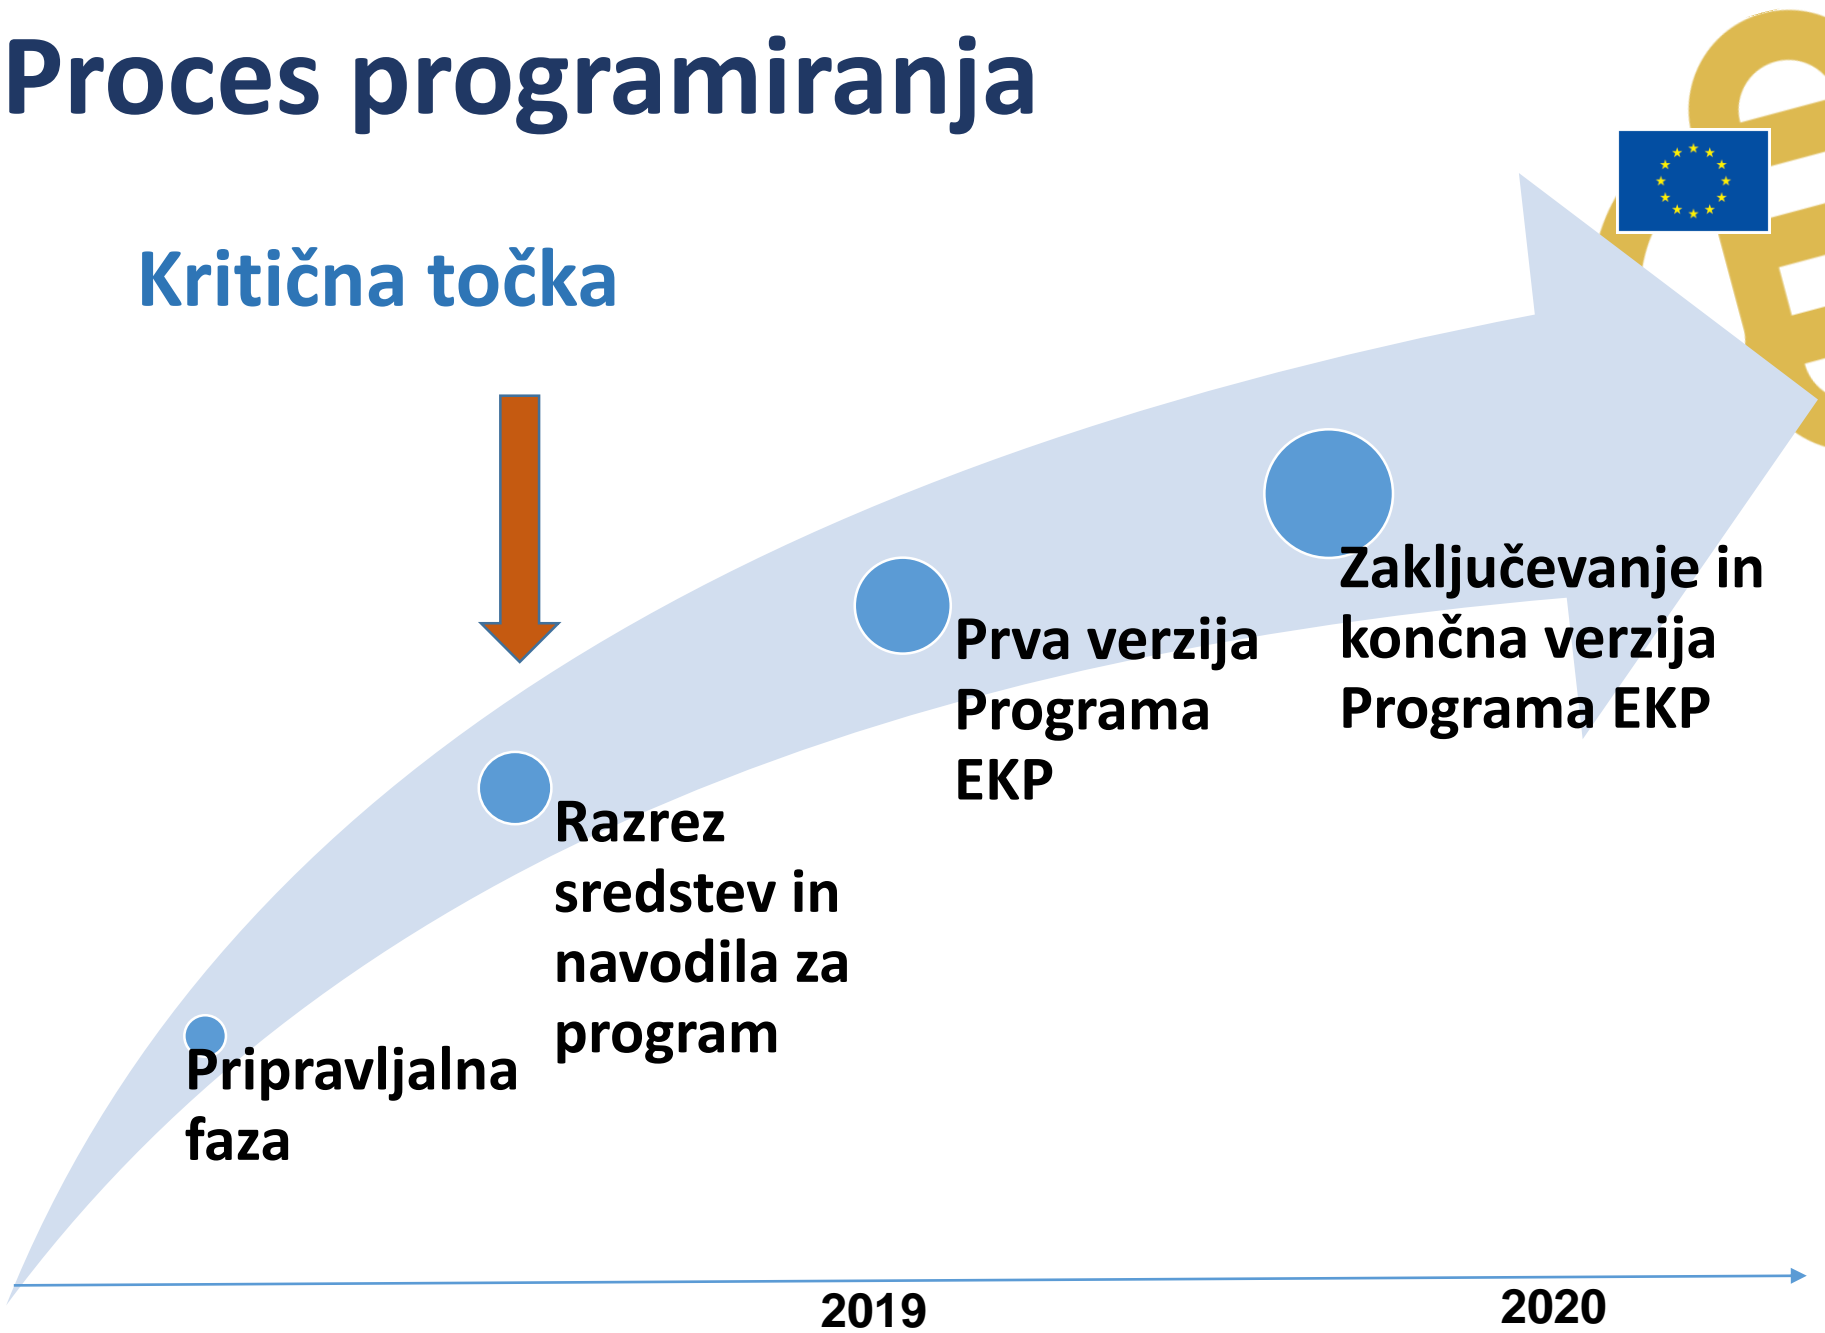 Proces programiranja
Kritična točka
Pripravljalna
faza
Razrez
sredstev in
navodila za
program
Prva verzija
Programa
EKP
Zaključevanje in
končna verzija
Programa EKP
2019
2020